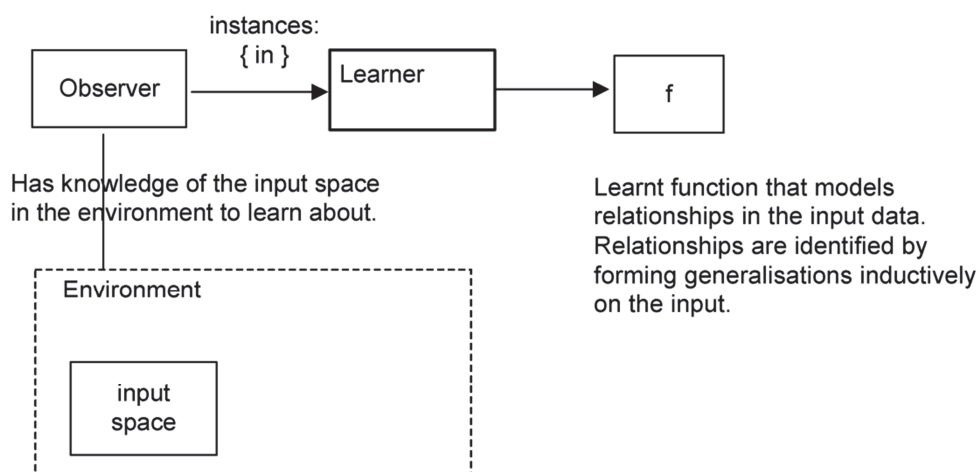 instances:
{ in }
Observer
Learner
f
Has knowledge of the input space
in the environment to learn about.
Learnt function that models
relationships in the input data.
Relationships are identified by
forming generalisations inductively
on the input.
Environment
input
space